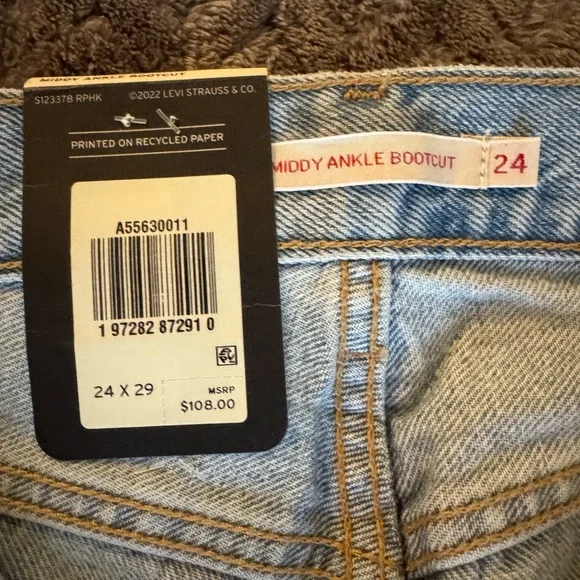 MIDDY ANKLE BOOTCUT
S123378 RPHK ©2022 LEVI STRAUSS & CO.
PRINTED ON RECYCLED PAPER
A55630011
1 97282 87291 0
24 X 29
MSRP
$108.00
MIDDY ANKLE BOOTCUT 24